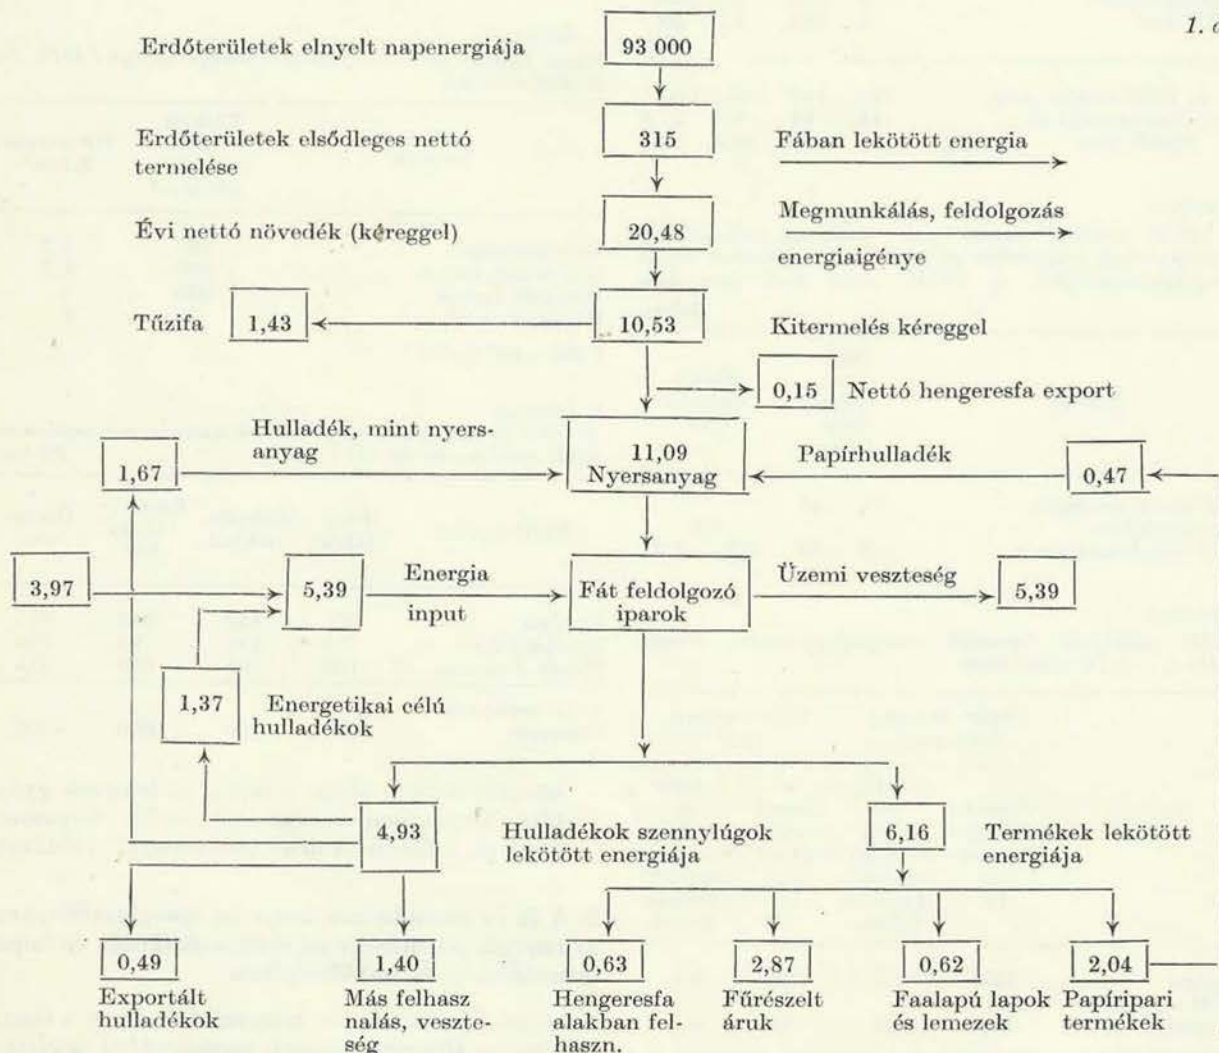 1.
Erdőterületek elnyelt napenergiája
93 000
Erdőterületek elsődleges nettó
termelése
315
Fában lekötött energia
Évi nettó növedék (kéreggel)
20,48
Megmunkálás, feldolgozás
energiaigénye
Tűzifa
1,43
10,53
Kitermelés kéreggel
0,15
Nettó hengeresfa export
1,67
Hulladék, mint nyers-
anyag
11,09
Nyersanyag
Papírhulladék
0,47
3,97
5,39
Energia
input
Fát feldolgozó
iparok
Üzemi veszteség
5,39
1,37
Energetikai célú
hulladékok
4,93
Hulladékok szennylúgok
lekötött energiája
6,16
Termékek lekötött
energiája
0,49
Exportált
hulladékok
1,40
Más felhasz
nalás, veszte-
ség
0,63
Hengeresfa
alakban fel-
haszn.
2,87
Fűrészelt
áruk
0,62
Faalapú lapok
és lemezek
2,04
Papíripari
termékek